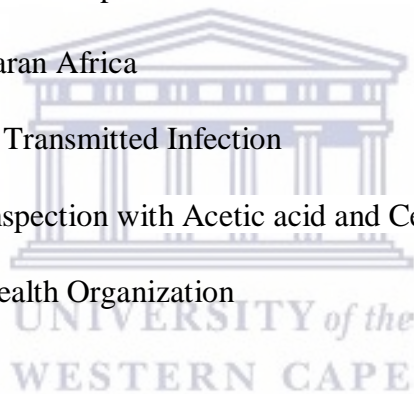 aran Africa
Transmitted Infection
nspection with Acetic acid and Ce
ealth Organization
UNIVERSITY of the
WESTERN CAPE